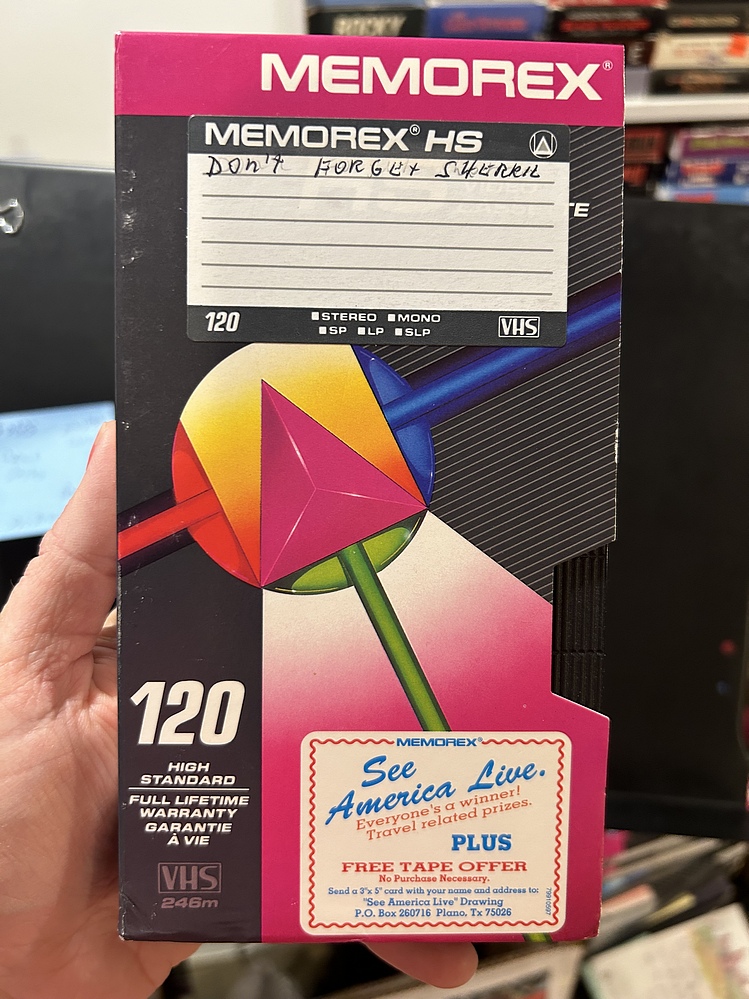 ROCKY
MEMOREX®
MEMOREX® HS
DON'T FORGET SHERRIL
TE
120
STEREO MONO
SP LP SLP
VHS
120
HIGH
STANDARD
FULL LIFETIME
WARRANTY
GARANTIE
À VIE
VHS
246m
MEMOREX®
See
America Live.
Everyone's a winner!
Travel related prizes.
PLUS
FREE TAPE OFFER
No Purchase Necessary.
Send a 3"x 5" card with your name and address to:
"See America Live" Drawing
P.O. Box 260716 Plano, Tx 75026
79910597